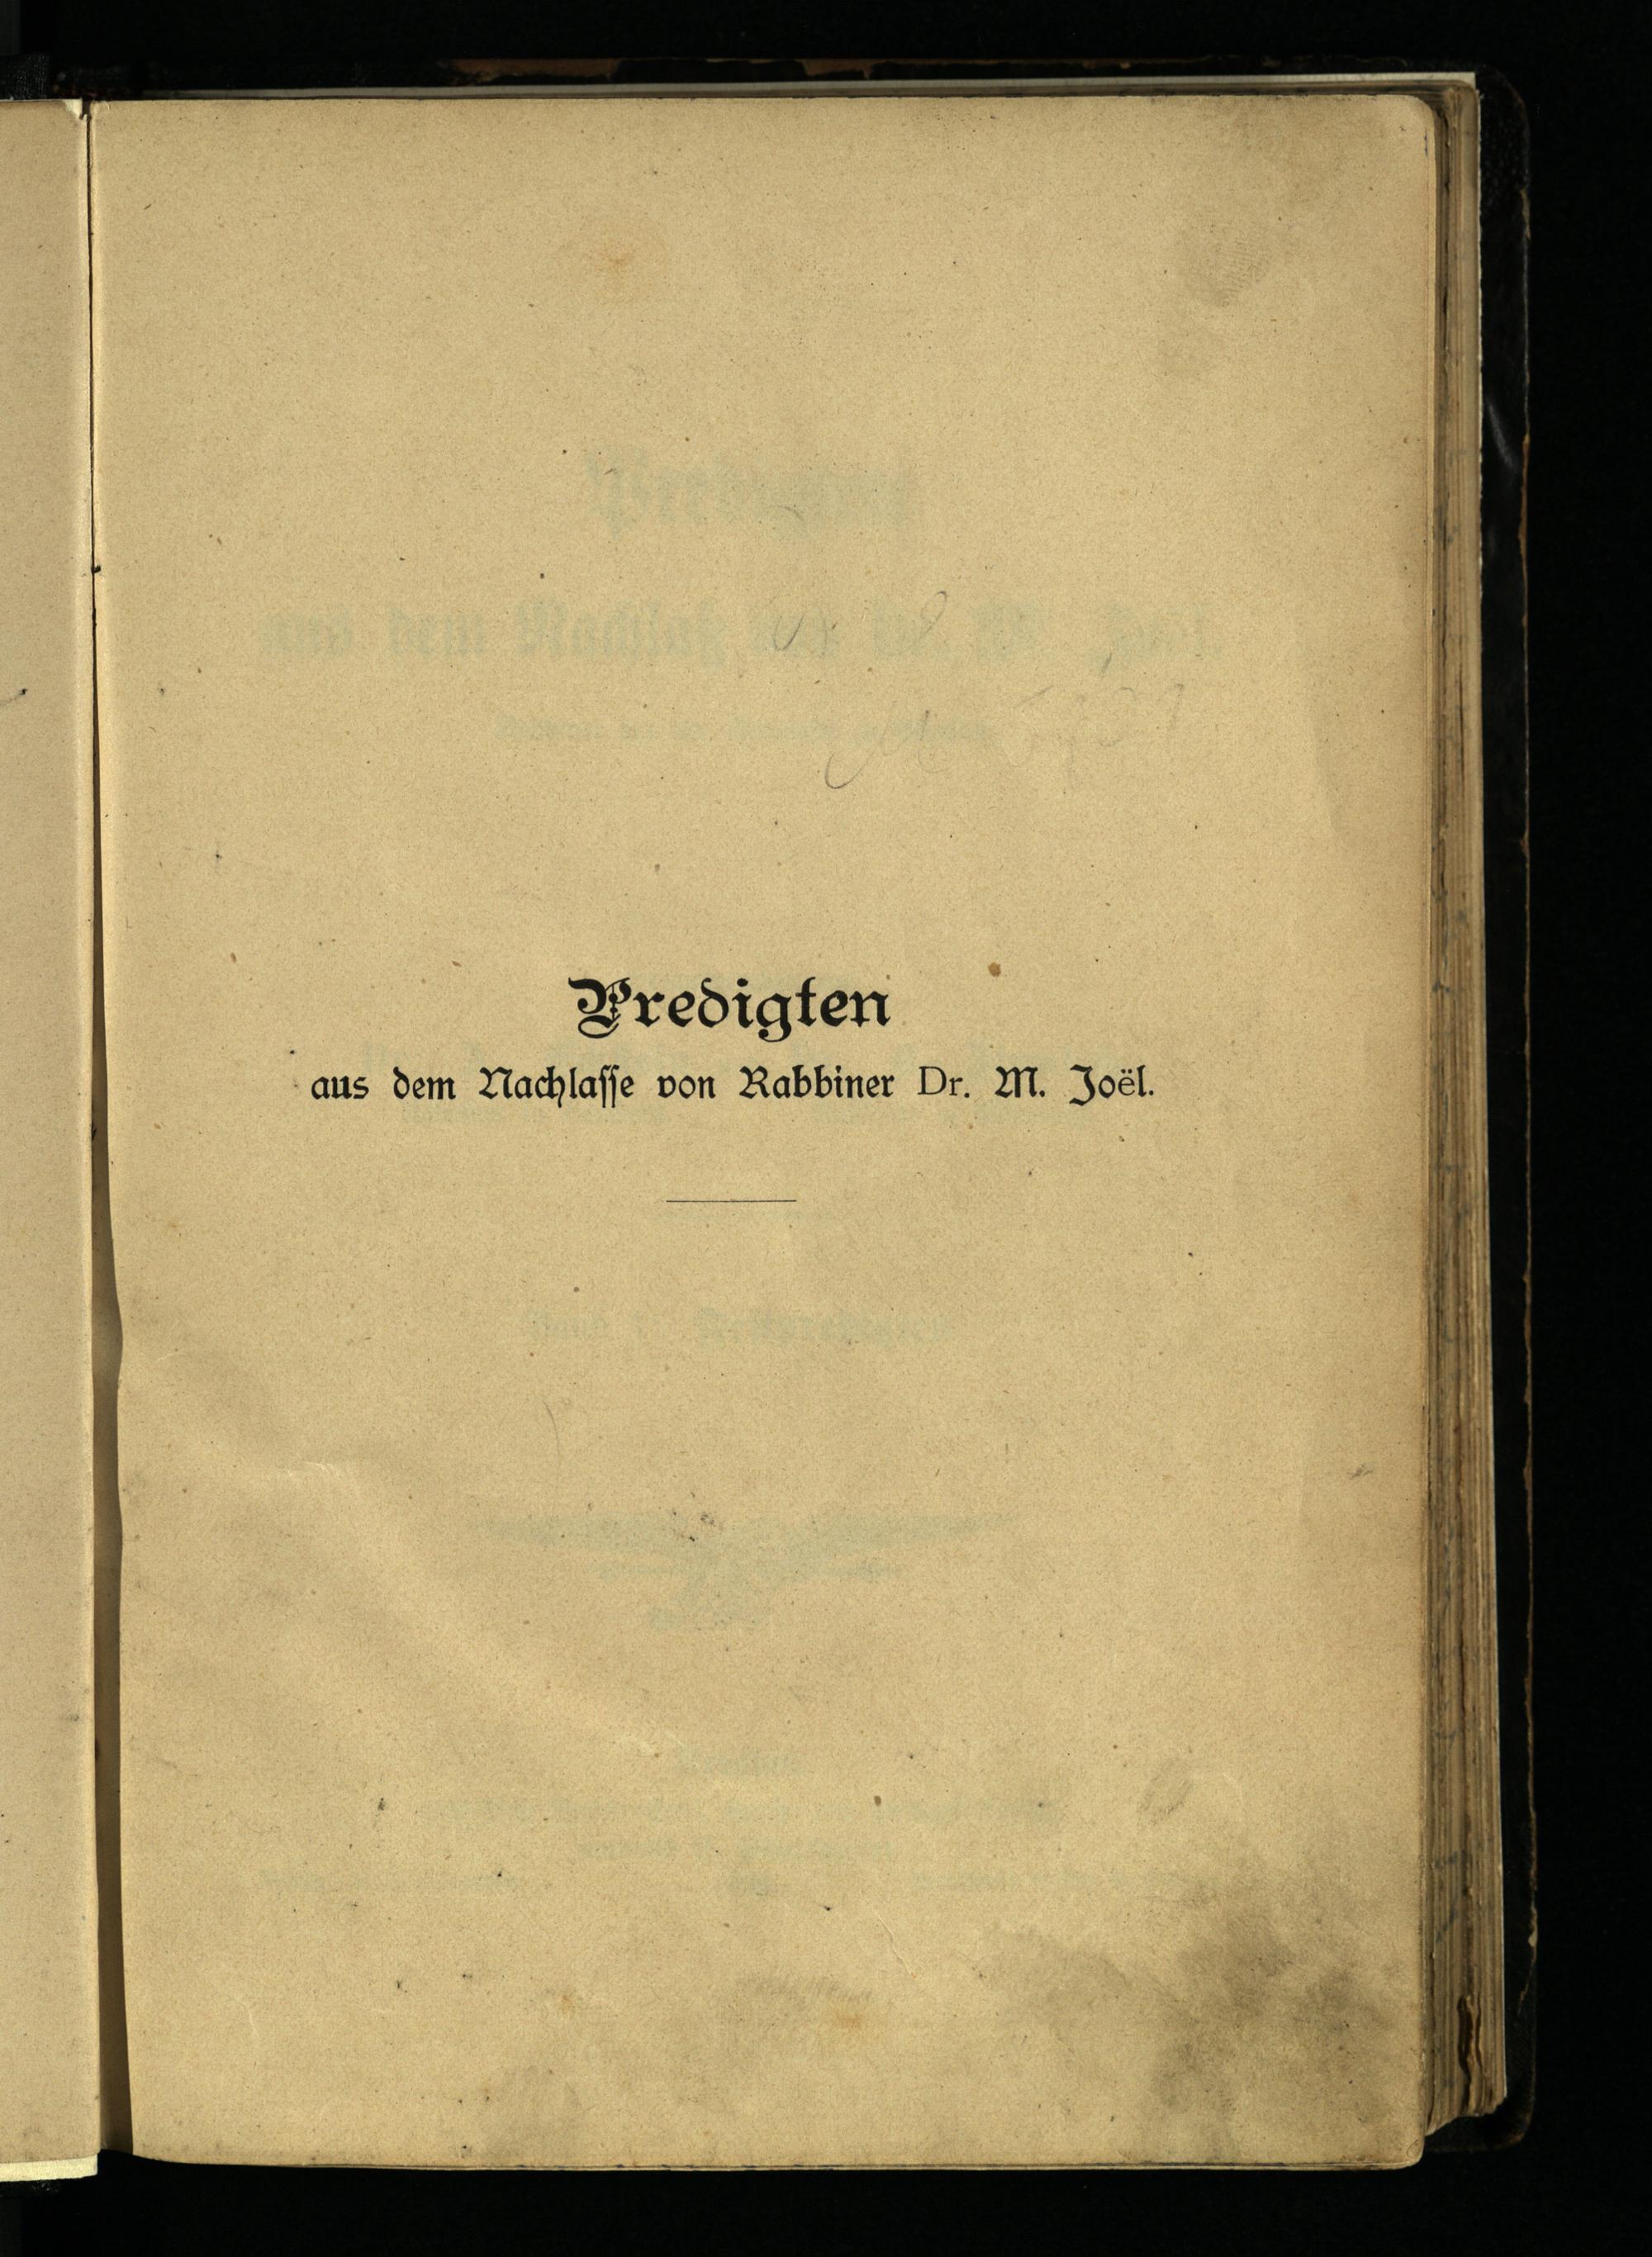 Predigten
aus dem Nachlasse von Rabbiner Dr. M. Joël.